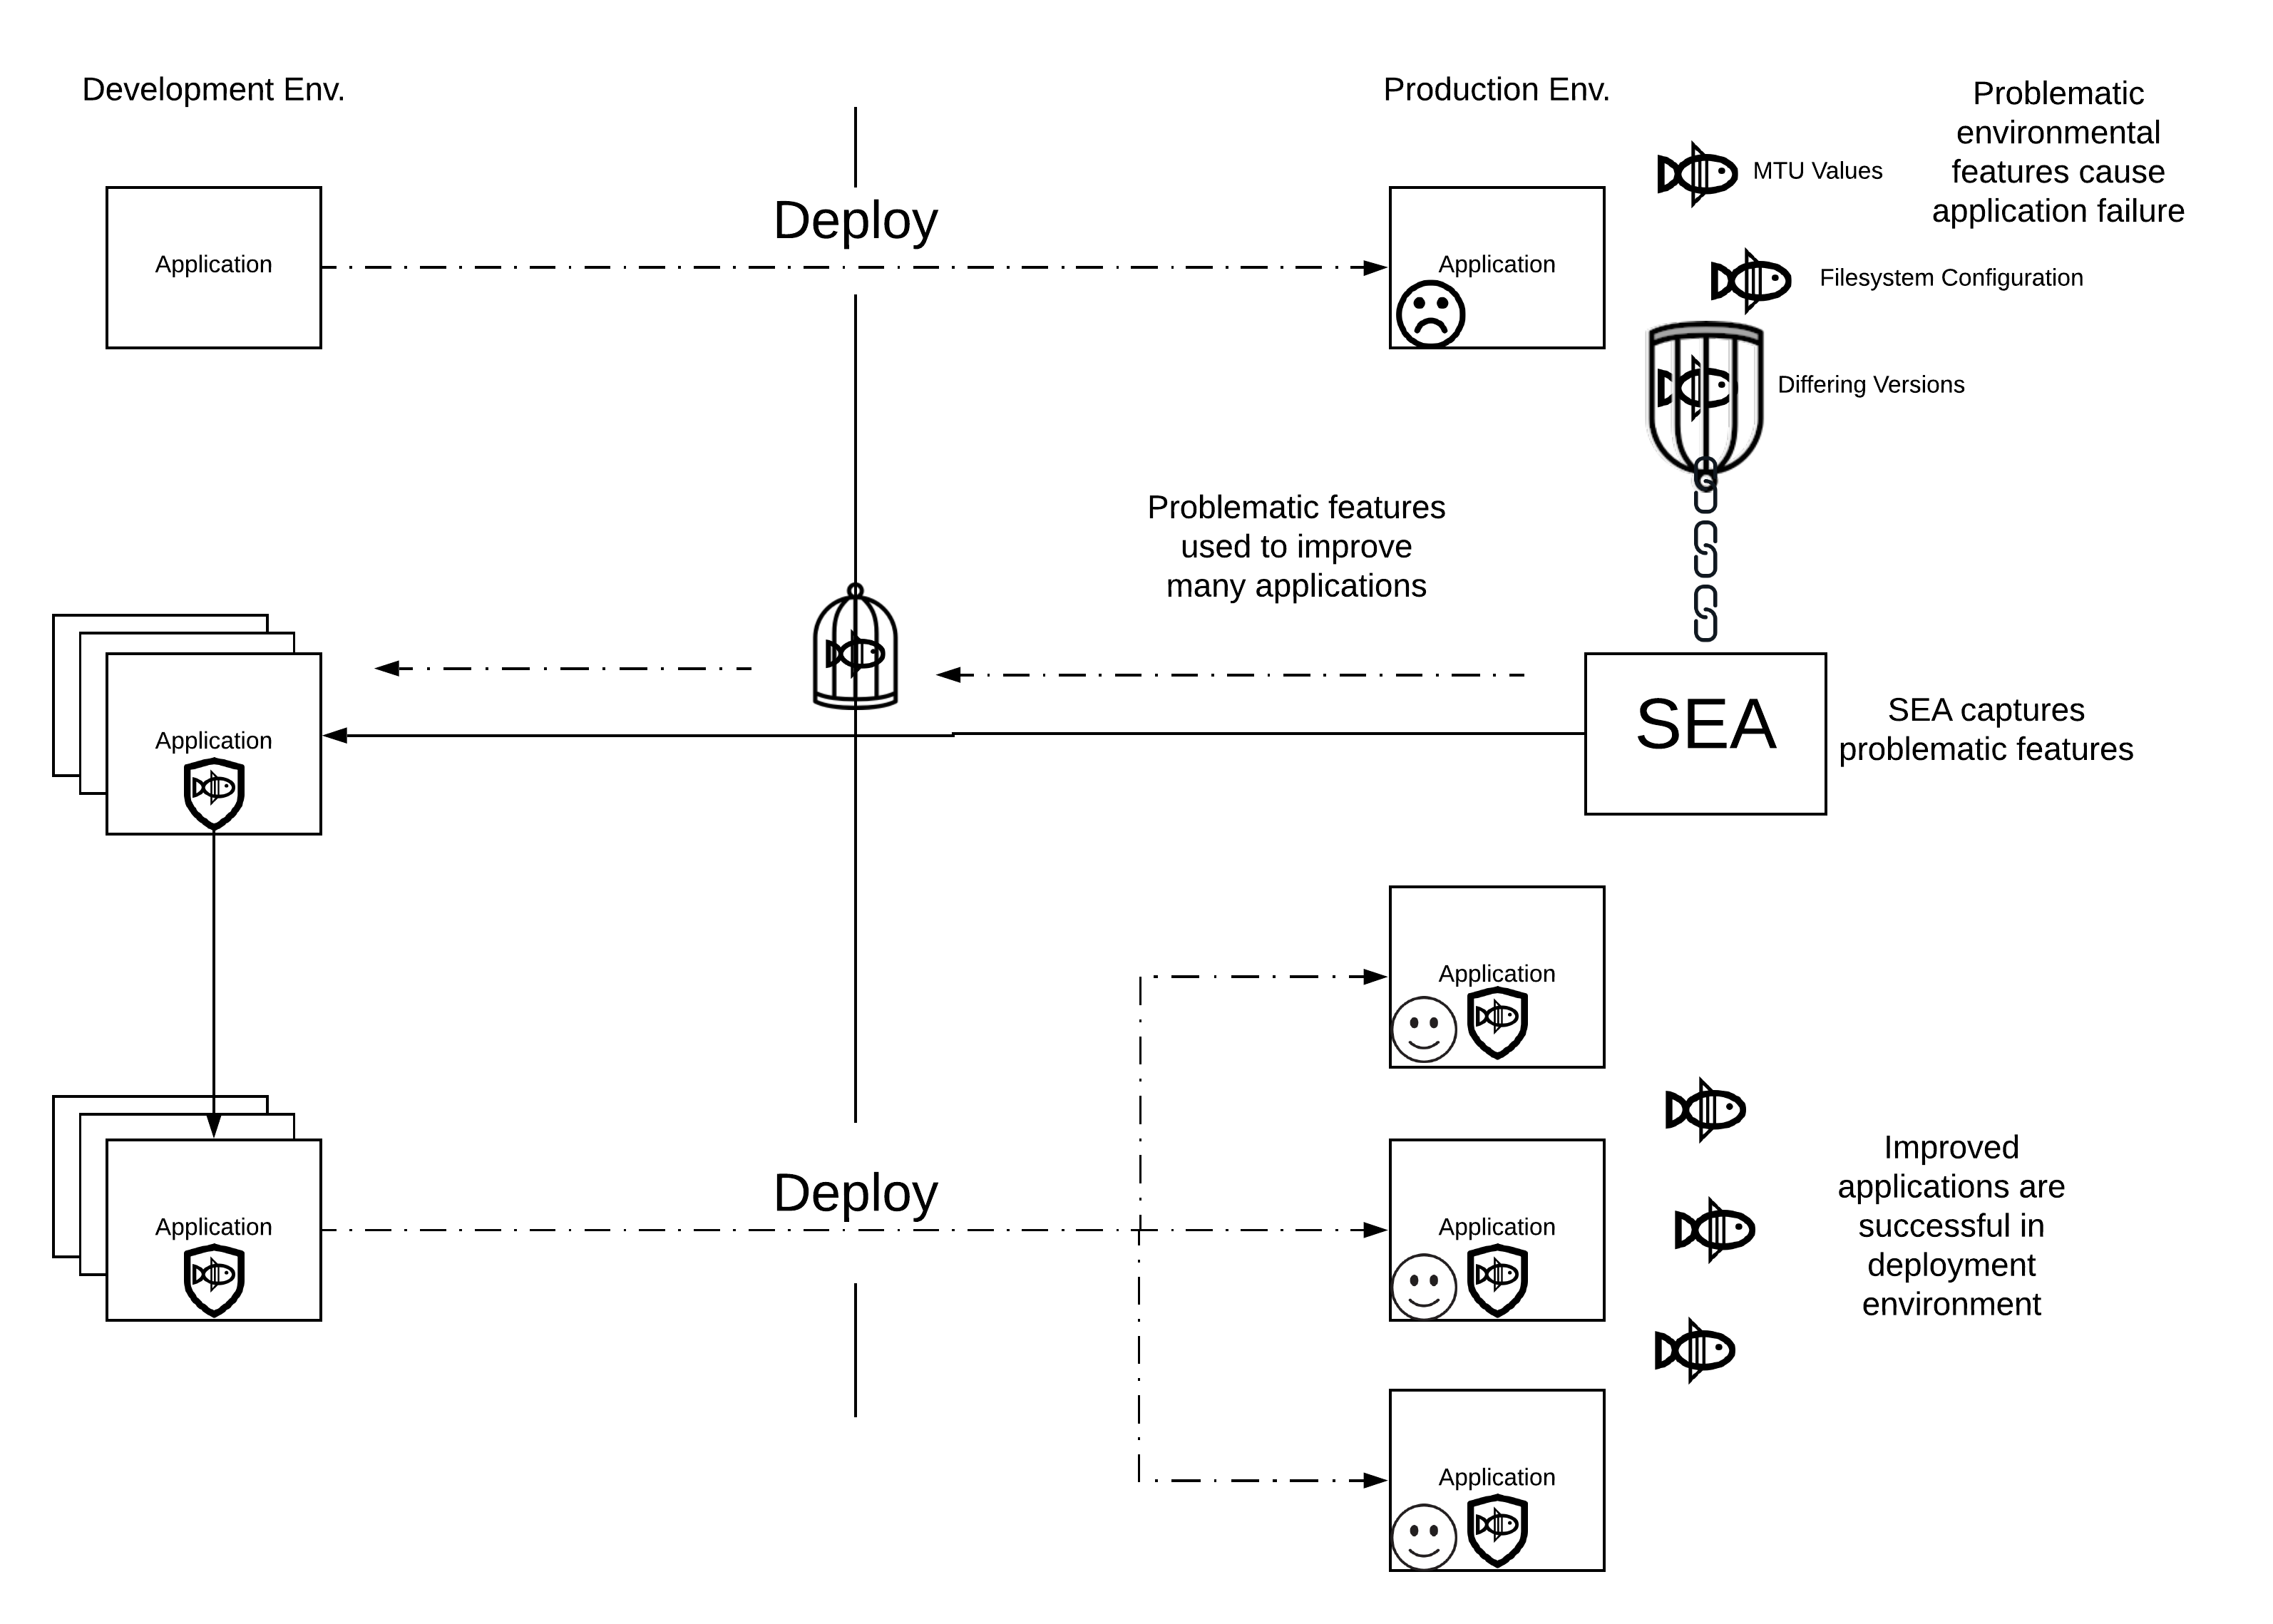 Development Env.
Production Env.
Problematic
environmental
features cause
application failure
MTU Values
Deploy
Application
Application
Filesystem Configuration
Differing Versions
Problematic features
used to improve
many applications
SEA
SEA captures
problematic features
Application
Application
Deploy
Application
Application
Improved
applications are
successful in
deployment
environment
Application